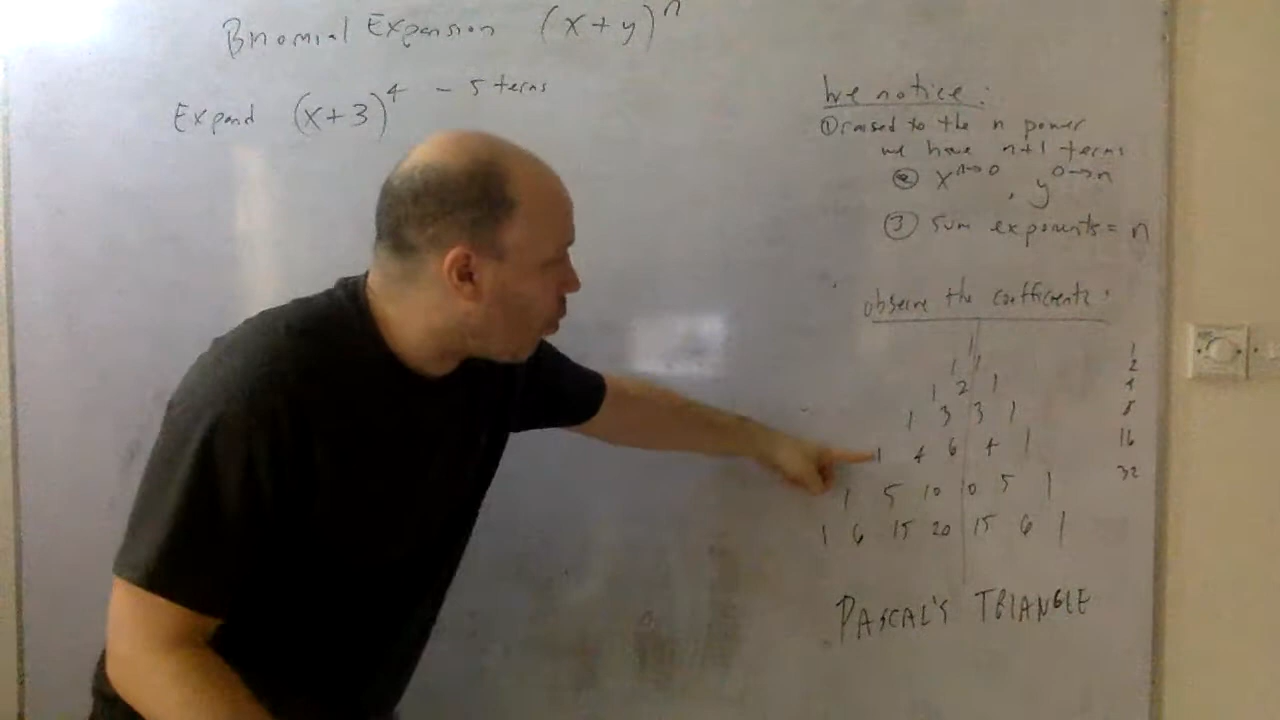 Binomial Expansion (x+y)^n
Expand (x+3)^4 - 5 terms
We notice:
① raised to the n power
we have n+1 terms
② x^n→0 , y^0→n
③ sum exponents = n
observe the coefficients:
1 1
1 1 2
1 2 1 4
1 3 3 1 8
1 4 6 4 1 16
1 5 10 10 5 1 32
1 6 15 20 15 6 1
PASCAL'S TRIANGLE